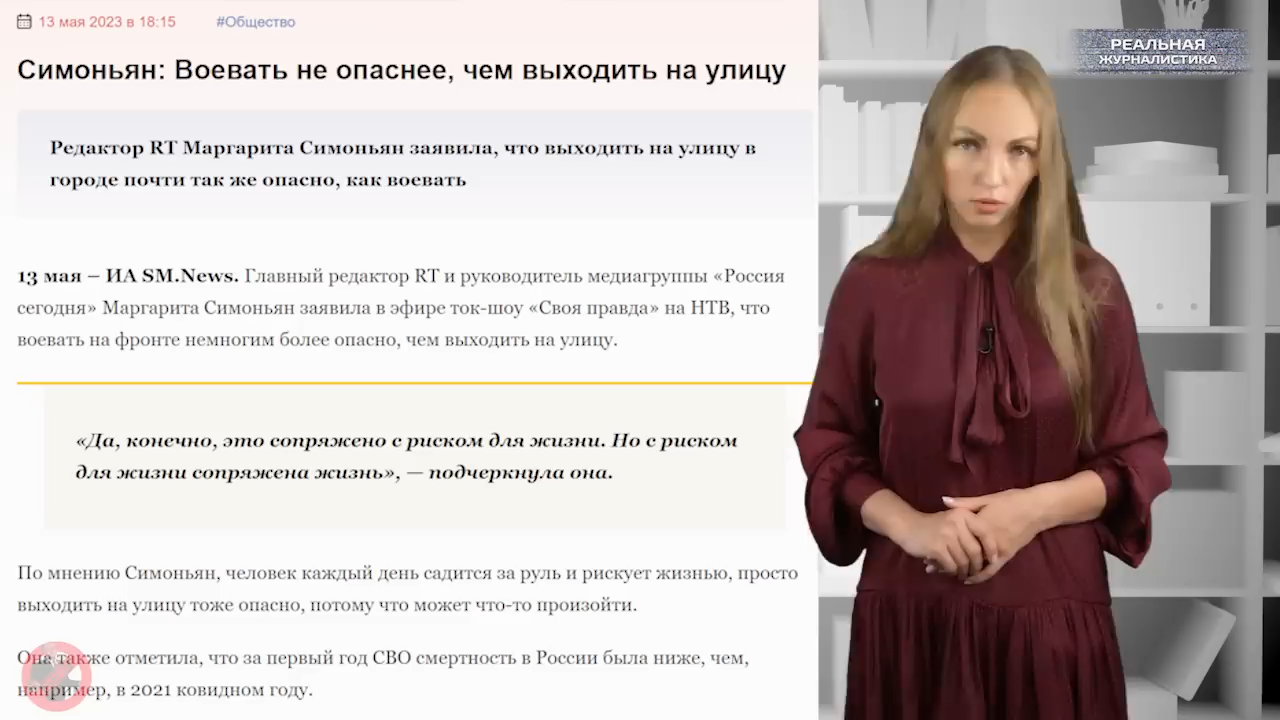 13 мая 2023 в 18:15 #Общество
Симоньян: Воевать не опаснее, чем выходить на улицу
Редактор RT Маргарита Симоньян заявила, что выходить на улицу в
городе почти так же опасно, как воевать
13 мая – ИА SM.News. Главный редактор RT и руководитель медиагруппы «Россия
сегодня» Маргарита Симоньян заявила в эфире ток-шоу «Своя правда» на НТВ, что
воевать на фронте немногим более опасно, чем выходить на улицу.
«Да, конечно, это сопряжено с риском для жизни. Но с риском
для жизни сопряжена жизнь», — подчеркнула она.
По мнению Симоньян, человек каждый день садится за руль и рискует жизнью, просто
выходить на улицу тоже опасно, потому что может что-то произойти.
Она также отметила, что за первый год СВО смертность в России была ниже, чем,
например, в 2021 ковидном году.
РЕАЛЬНАЯ
ЖУРНАЛИСТИКА